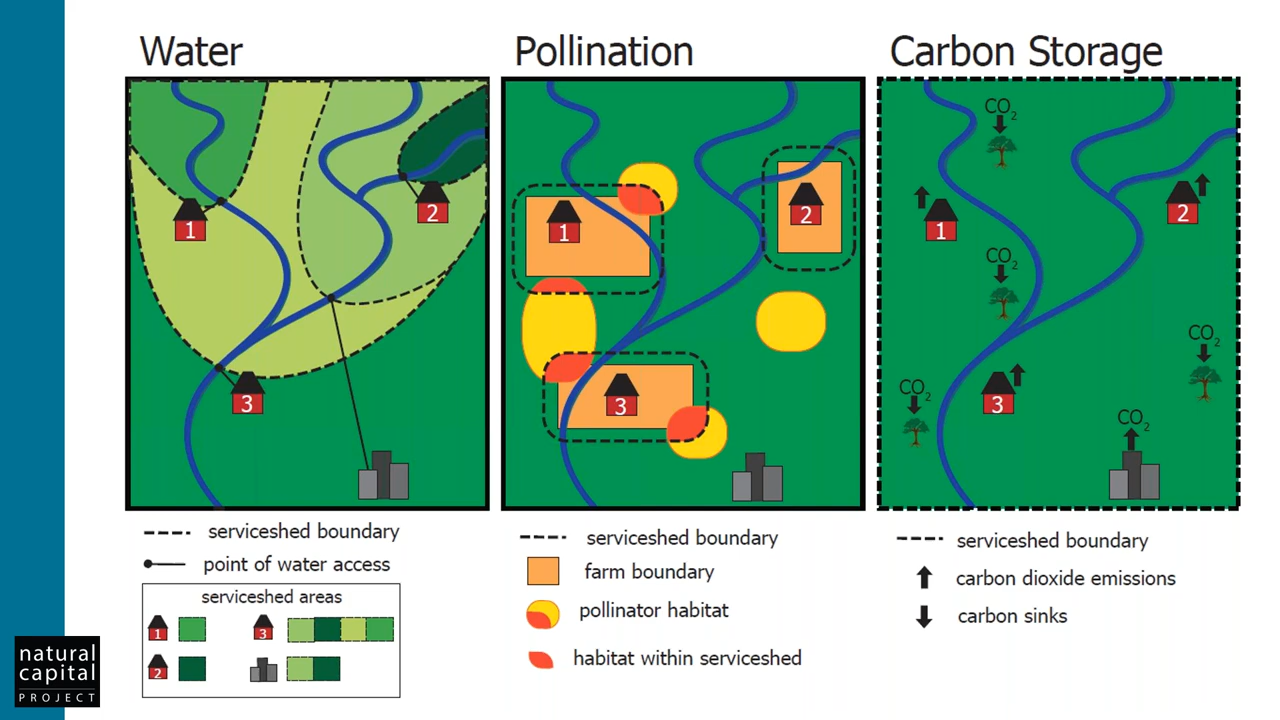 Water
1
2
3
serviceshed boundary
point of water access
serviceshed areas
1
3
2
Pollination
1
2
3
serviceshed boundary
farm boundary
pollinator habitat
habitat within serviceshed
Carbon Storage
CO2
1
2
CO2
CO2
3
CO2
CO2
serviceshed boundary
carbon dioxide emissions
carbon sinks
natural
capital
PROJECT